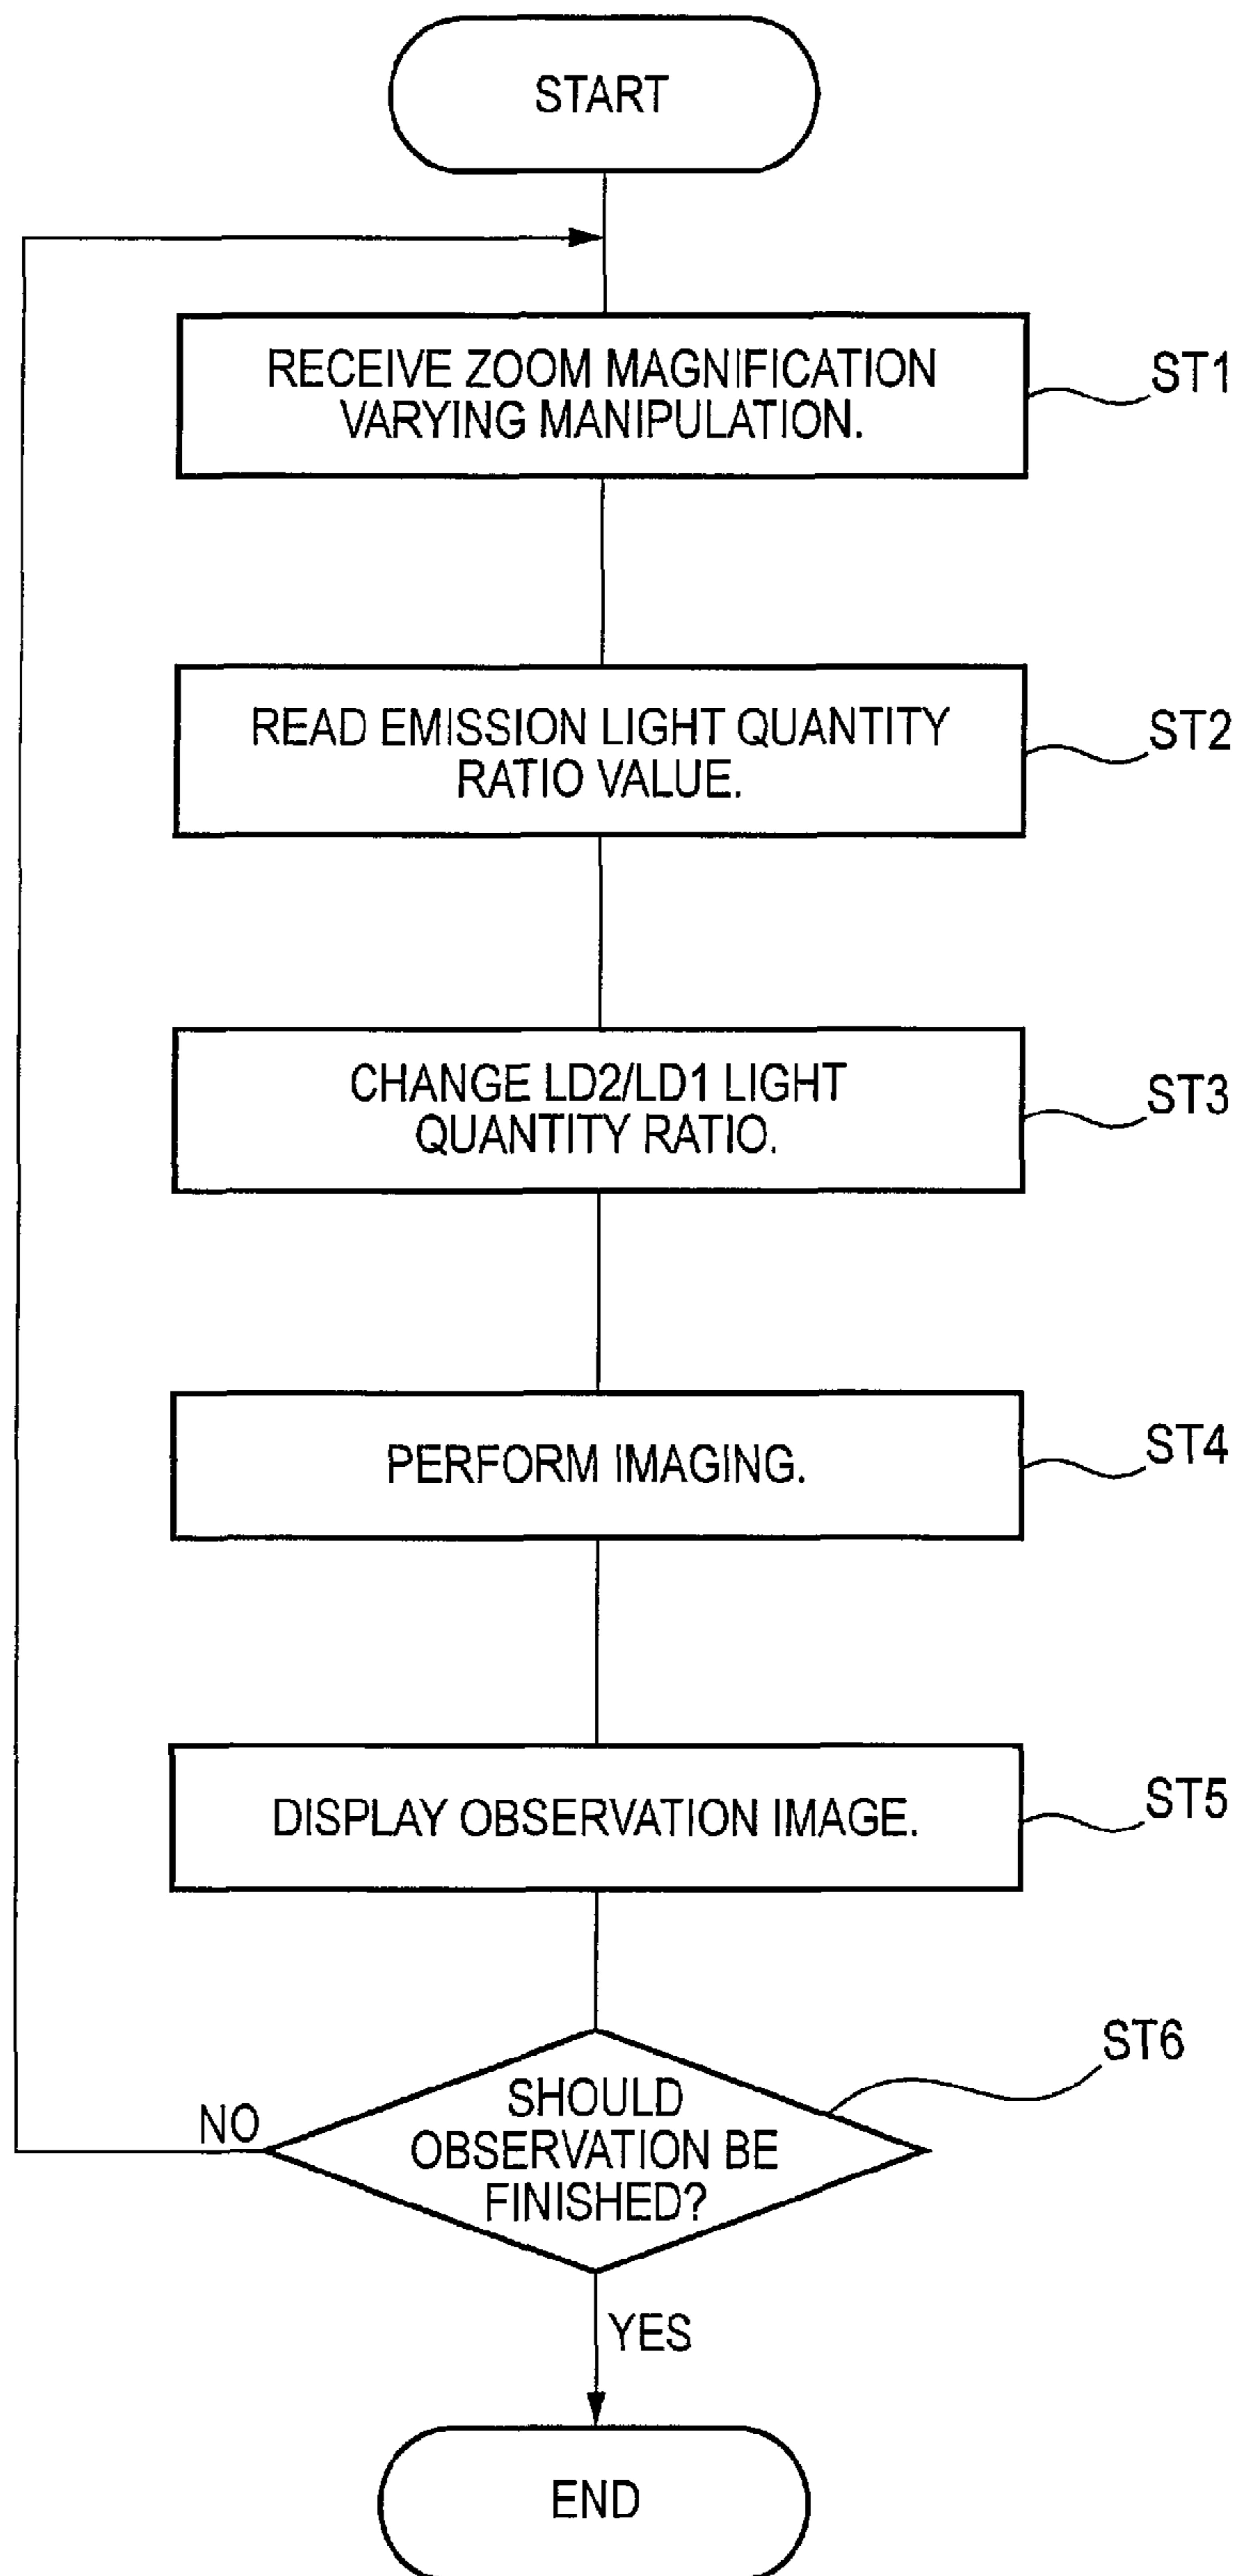 START
RECEIVE ZOOM MAGNIFICATION
VARYING MANIPULATION.
ST1
READ EMISSION LIGHT QUANTITY
RATIO VALUE.
ST2
CHANGE LD2/LD1 LIGHT
QUANTITY RATIO.
ST3
PERFORM IMAGING.
ST4
DISPLAY OBSERVATION IMAGE.
ST5
SHOULD
OBSERVATION BE
FINISHED?
ST6
NO
YES
END